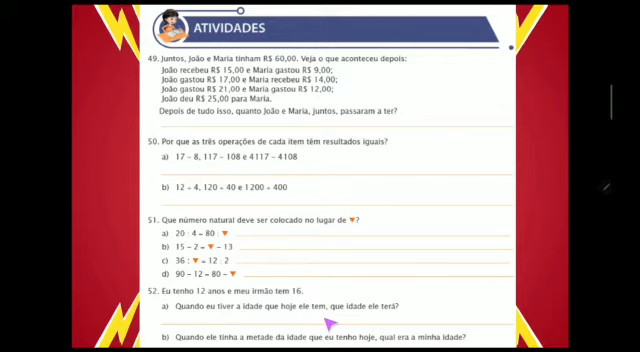 ATIVIDADES
49. Juntos, João e Maria tinham R$ 60,00. Veja o que aconteceu depois:
João recebeu R$ 15,00 e Maria gastou R$ 9,00;
João gastou R$ 17,00 e Maria recebeu R$ 14,00;
João gastou R$ 21,00 e Maria gastou R$ 12,00;
João deu R$ 25,00 para Maria.
Depois de tudo isso, quanto João e Maria, juntos, passaram a ter?
50. Por que as três operações de cada item têm resultados iguais?
a) 17 – 8, 117 – 108 e 4117 – 4108
b) 12 ÷ 4, 120 ÷ 40 e 1200 ÷ 400
51. Que número natural deve ser colocado no lugar de ▼?
a) 20 · 4 = 80 : ▼
b) 15 – 2 = ▼ – 13
c) 36 : ▼ = 12 : 2
d) 90 – 12 = 80 – ▼
52. Eu tenho 12 anos e meu irmão tem 16.
a) Quando eu tiver a idade que hoje ele tem, que idade ele terá?
b) Quando ele tinha a metade da idade que eu tenho hoje, qual era a minha idade?